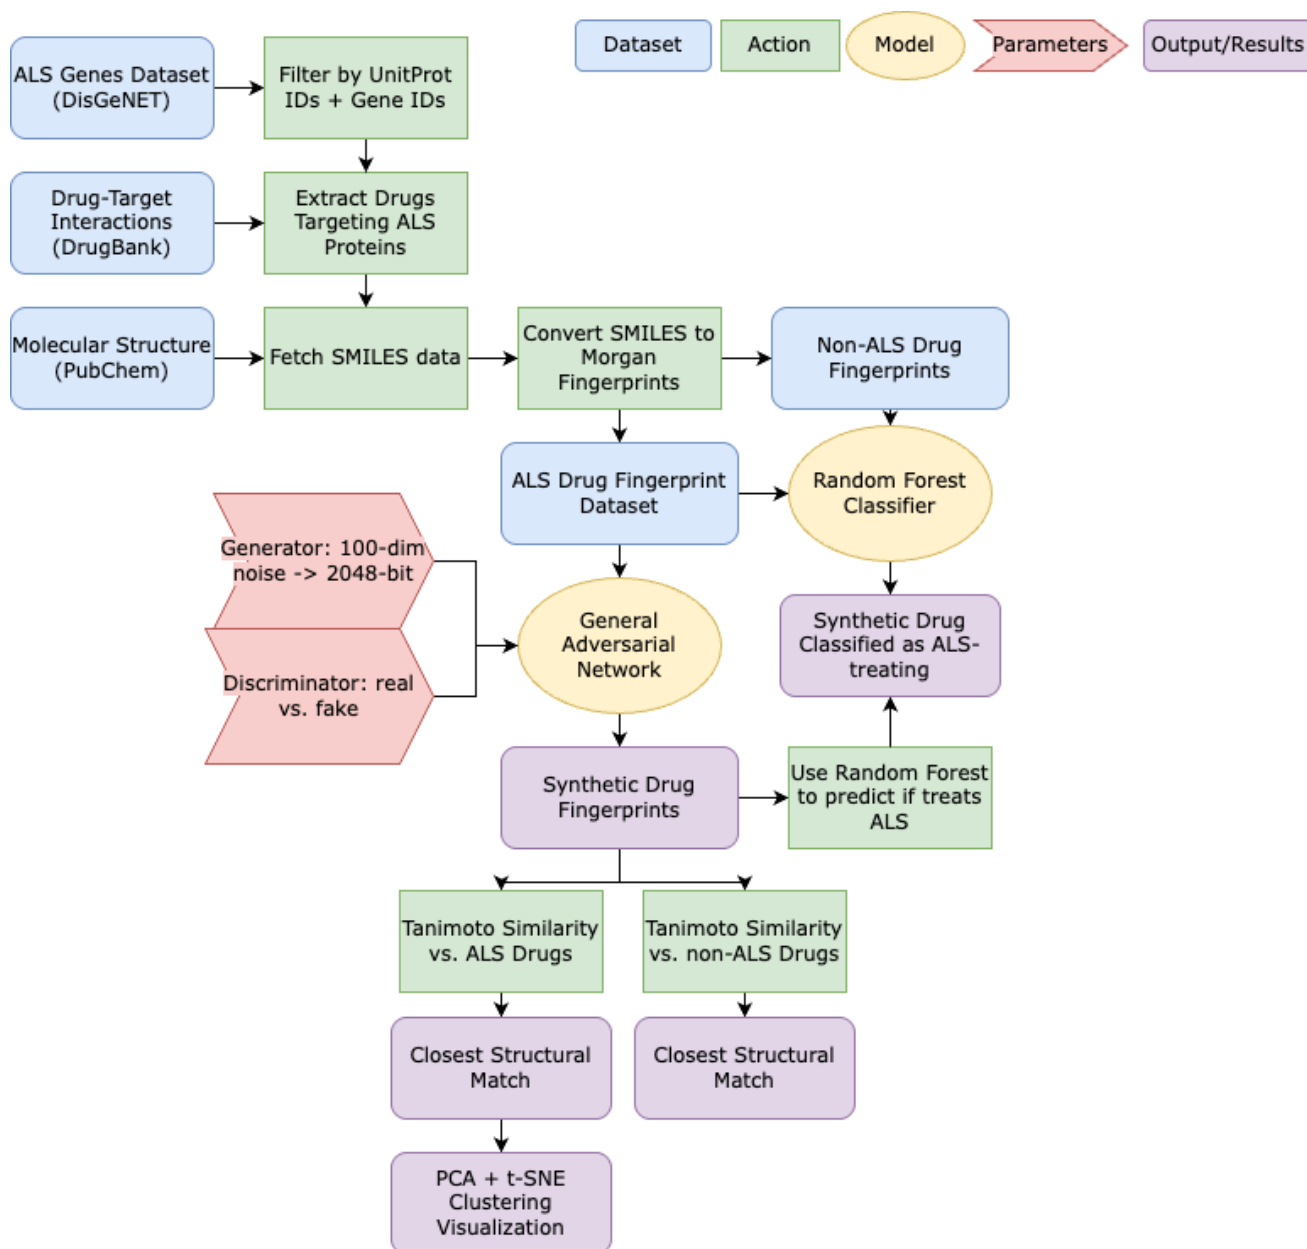 Dataset
Action
Model
Parameters
Output/Results
ALS Genes Dataset
(DisGeNET)
Filter by UnitProt
IDs + Gene IDs
Drug-Target
Interactions
(DrugBank)
Extract Drugs
Targeting ALS
Proteins
Molecular Structure
(PubChem)
Fetch SMILES data
Convert SMILES to
Morgan
Fingerprints
Non-ALS Drug
Fingerprints
ALS Drug Fingerprint
Dataset
Random Forest
Classifier
Generator: 100-dim
noise -> 2048-bit
Discriminator: real
vs. fake
General
Adversarial
Network
Synthetic Drug
Classified as ALS-
treating
Synthetic Drug
Fingerprints
Use Random Forest
to predict if treats
ALS
Tanimoto Similarity
vs. ALS Drugs
Tanimoto Similarity
vs. non-ALS Drugs
Closest Structural
Match
Closest Structural
Match
PCA + t-SNE
Clustering
Visualization